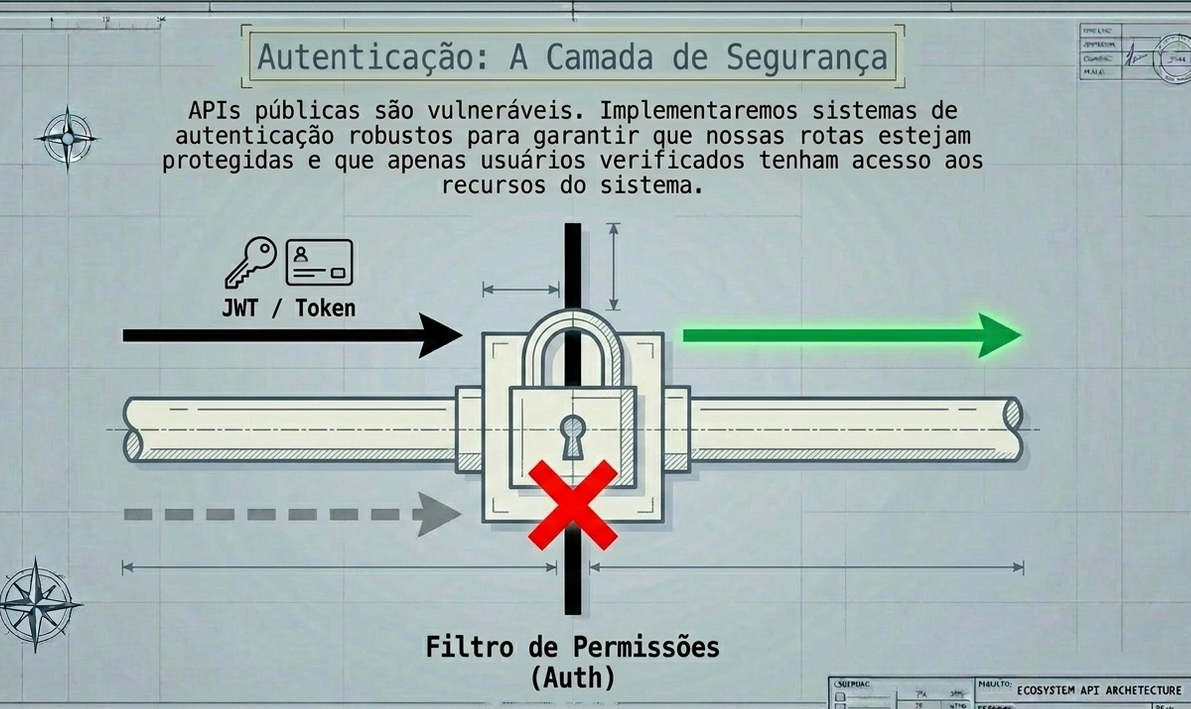 Autenticação: A Camada de Segurança
APIs públicas são vulneráveis. Implementaremos sistemas de
autenticação robustos para garantir que nossas rotas estejam
protegidas e que apenas usuários verificados tenham acesso aos
recursos do sistema.
JWT / Token
Filtro de Permissões
(Auth)
ECOSYSTEM API ARCHETECTURE